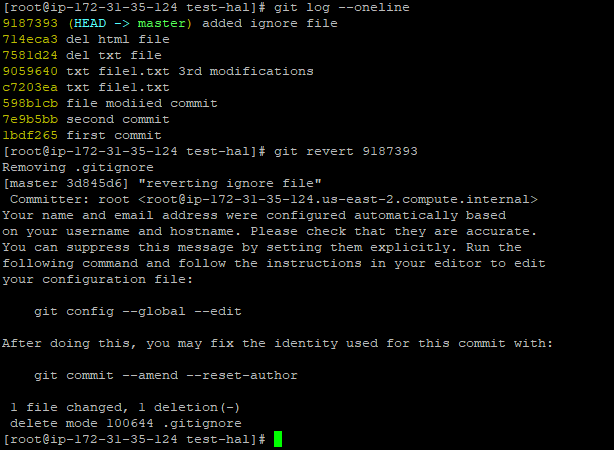 [root@ip-172-31-35-124 test-hal]# git log --oneline
9187393 (HEAD -> master) added ignore file
714eca3 del html file
7581d24 del txt file
9059640 txt file1.txt 3rd modifications
c7203ea txt file1.txt
598b1cb file modiied commit
7e9b5bb second commit
1bdf265 first commit
[root@ip-172-31-35-124 test-hal]# git revert 9187393
Removing .gitignore
[master 3d845d6] "reverting ignore file"
 Committer: root <root@ip-172-31-35-124.us-east-2.compute.internal>
Your name and email address were configured automatically based
on your username and hostname. Please check that they are accurate.
You can suppress this message by setting them explicitly. Run the
following command and follow the instructions in your editor to edit
your configuration file:

    git config --global --edit

After doing this, you may fix the identity used for this commit with:

    git commit --amend --reset-author

 1 file changed, 1 deletion(-)
 delete mode 100644 .gitignore
[root@ip-172-31-35-124 test-hal]#